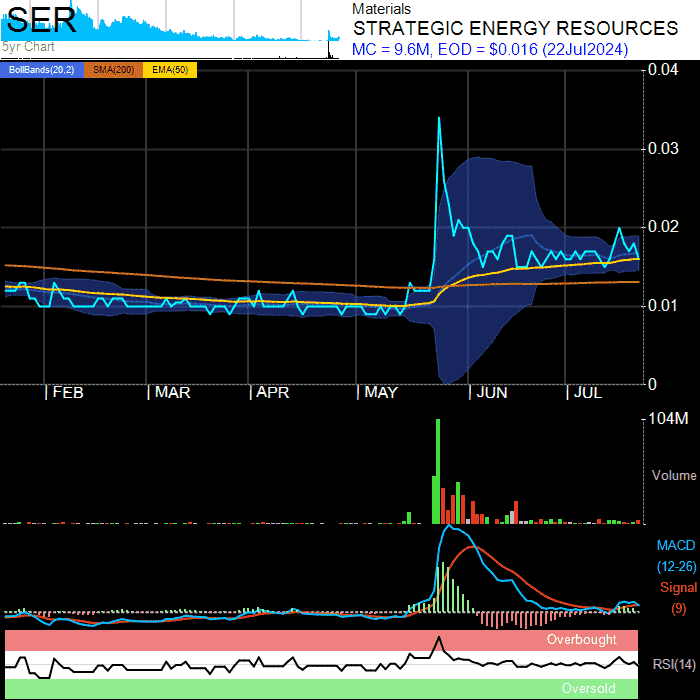 SER
5yr Chart
Materials
STRATEGIC ENERGY RESOURCES
MC = 9.6M, EOD = $0.016 (22Jul2024)
BollBands(20,2) SMA(200) EMA(50)
0.04
0.03
0.02
0.01
0
FEB MAR APR MAY JUN JUL
104M
Volume
MACD
(12-26)
Signal
(9)
Overbought
RSI(14)
Oversold